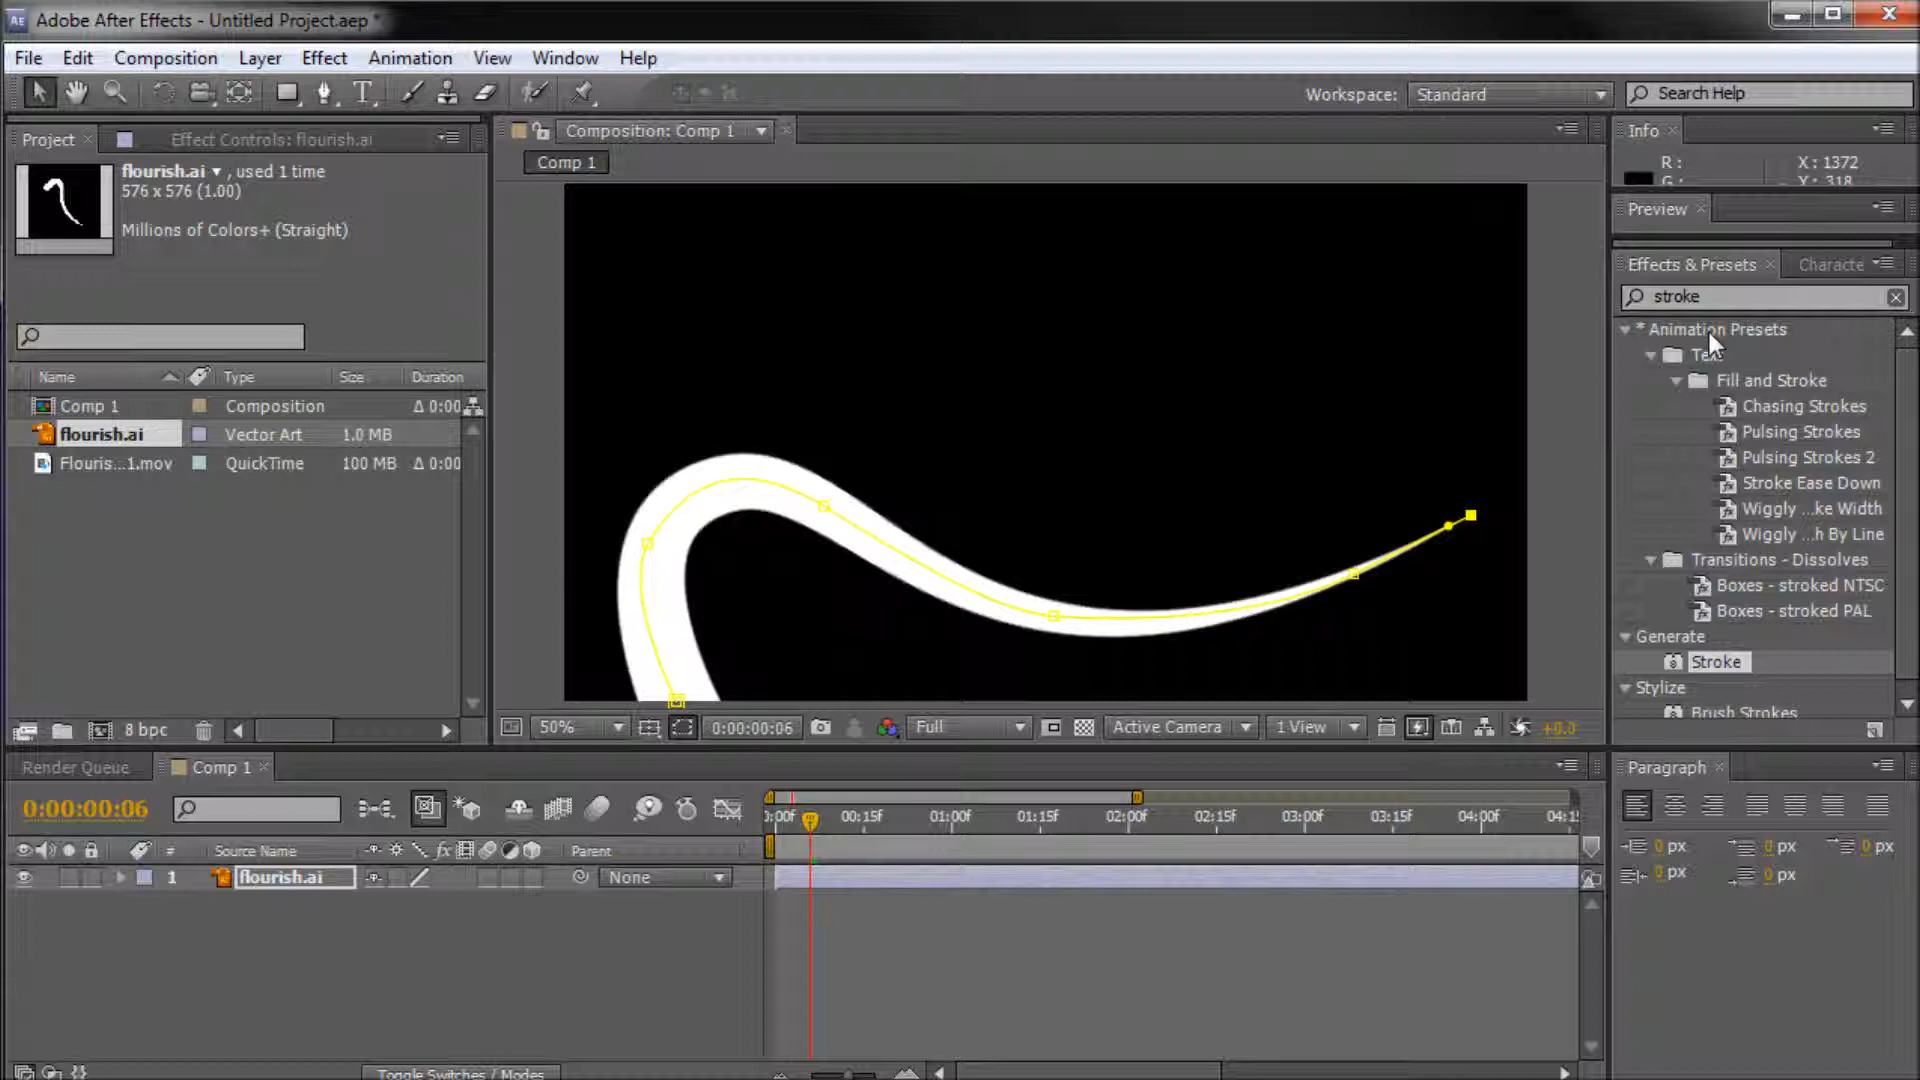 Adobe After Effects - Untitled Project.aep *
File Edit Composition Layer Effect Animation View Window Help
Workspace: Standard
Search Help
Project
Effect Controls: flourish.ai
flourish.ai ▼ , used 1 time
576 x 576 (1.00)
Millions of Colors+ (Straight)
Name Type Size Duration
Comp 1 Composition Δ 0:00
flourish.ai Vector Art 1.0 MB
Flouris...1.mov QuickTime 100 MB Δ 0:00
8 bpc
Composition: Comp 1
Comp 1
50% 0:00:00:06 Full Active Camera 1 View +0.0
Info
R : X : 1372
G : Y : 318
Preview
Effects & Presets Characte
stroke
* Animation Presets
Fill and Stroke
Chasing Strokes
Pulsing Strokes
Pulsing Strokes 2
Stroke Ease Down
Wiggly ...ke Width
Wiggly ...h By Line
Transitions - Dissolves
Boxes - stroked NTSC
Boxes - stroked PAL
Generate
Stroke
Stylize
Brush Strokes
Render Queue Comp 1
0:00:00:06
:00f 00:15f 01:00f 01:15f 02:00f 02:15f 03:00f 03:15f 04:00f 04:1
# Source Name Parent
1 flourish.ai None
Toggle Switches / Modes
Paragraph
0 px 0 px 0 px
0 px 0 px